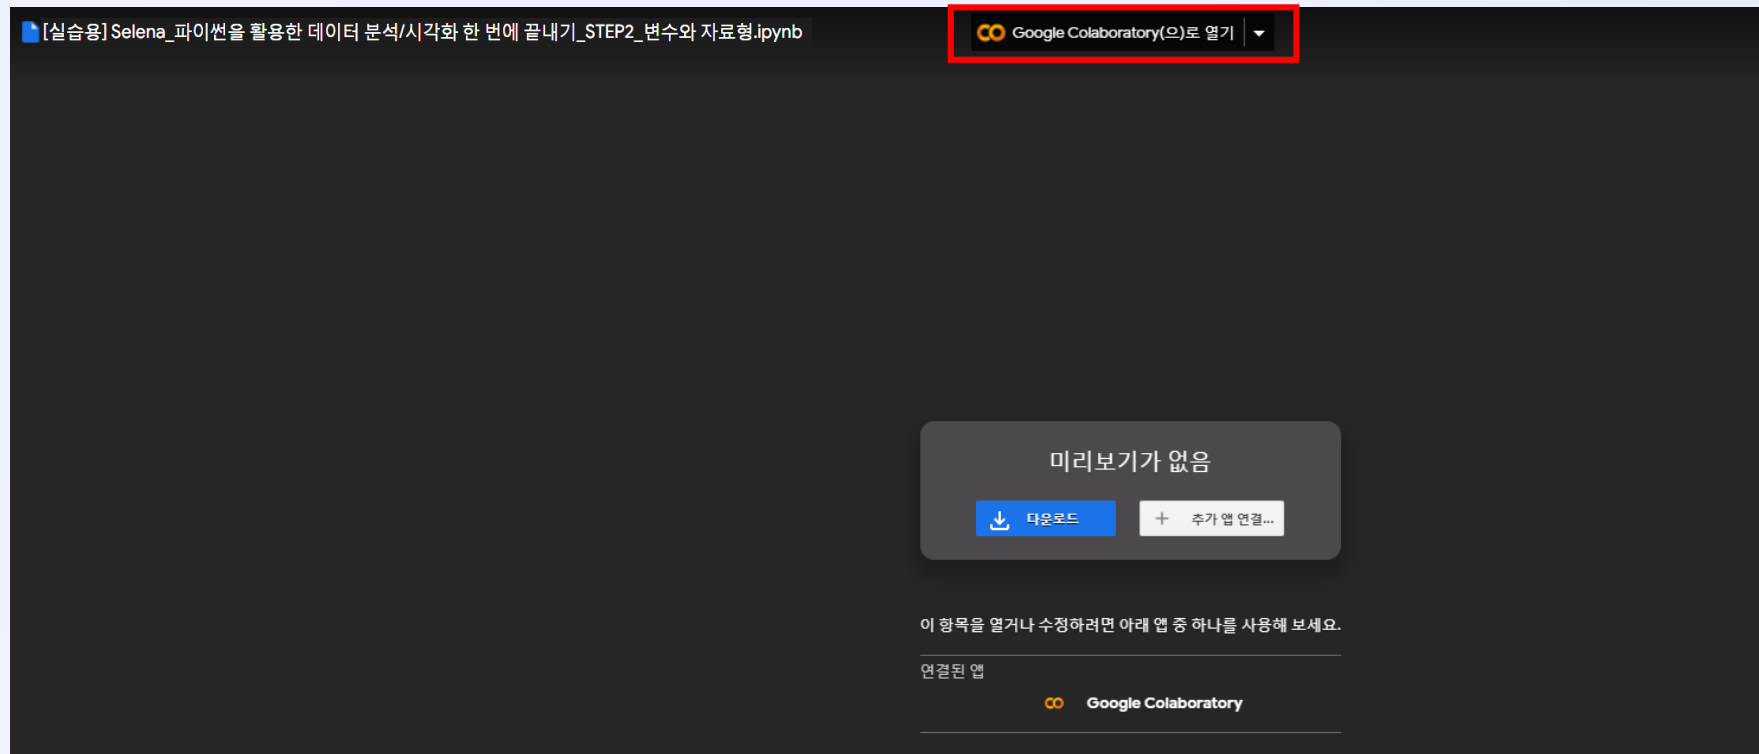 [실습용] Selena_파이썬을 활용한 데이터 분석/시각화 한 번에 끝내기_STEP2_변수와 자료형.ipynb
Google Colaboratory(으)로 열기
미리보기가 없음
다운로드
추가 앱 연결...
이 항목을 열거나 수정하려면 아래 앱 중 하나를 사용해 보세요.
연결된 앱
Google Colaboratory